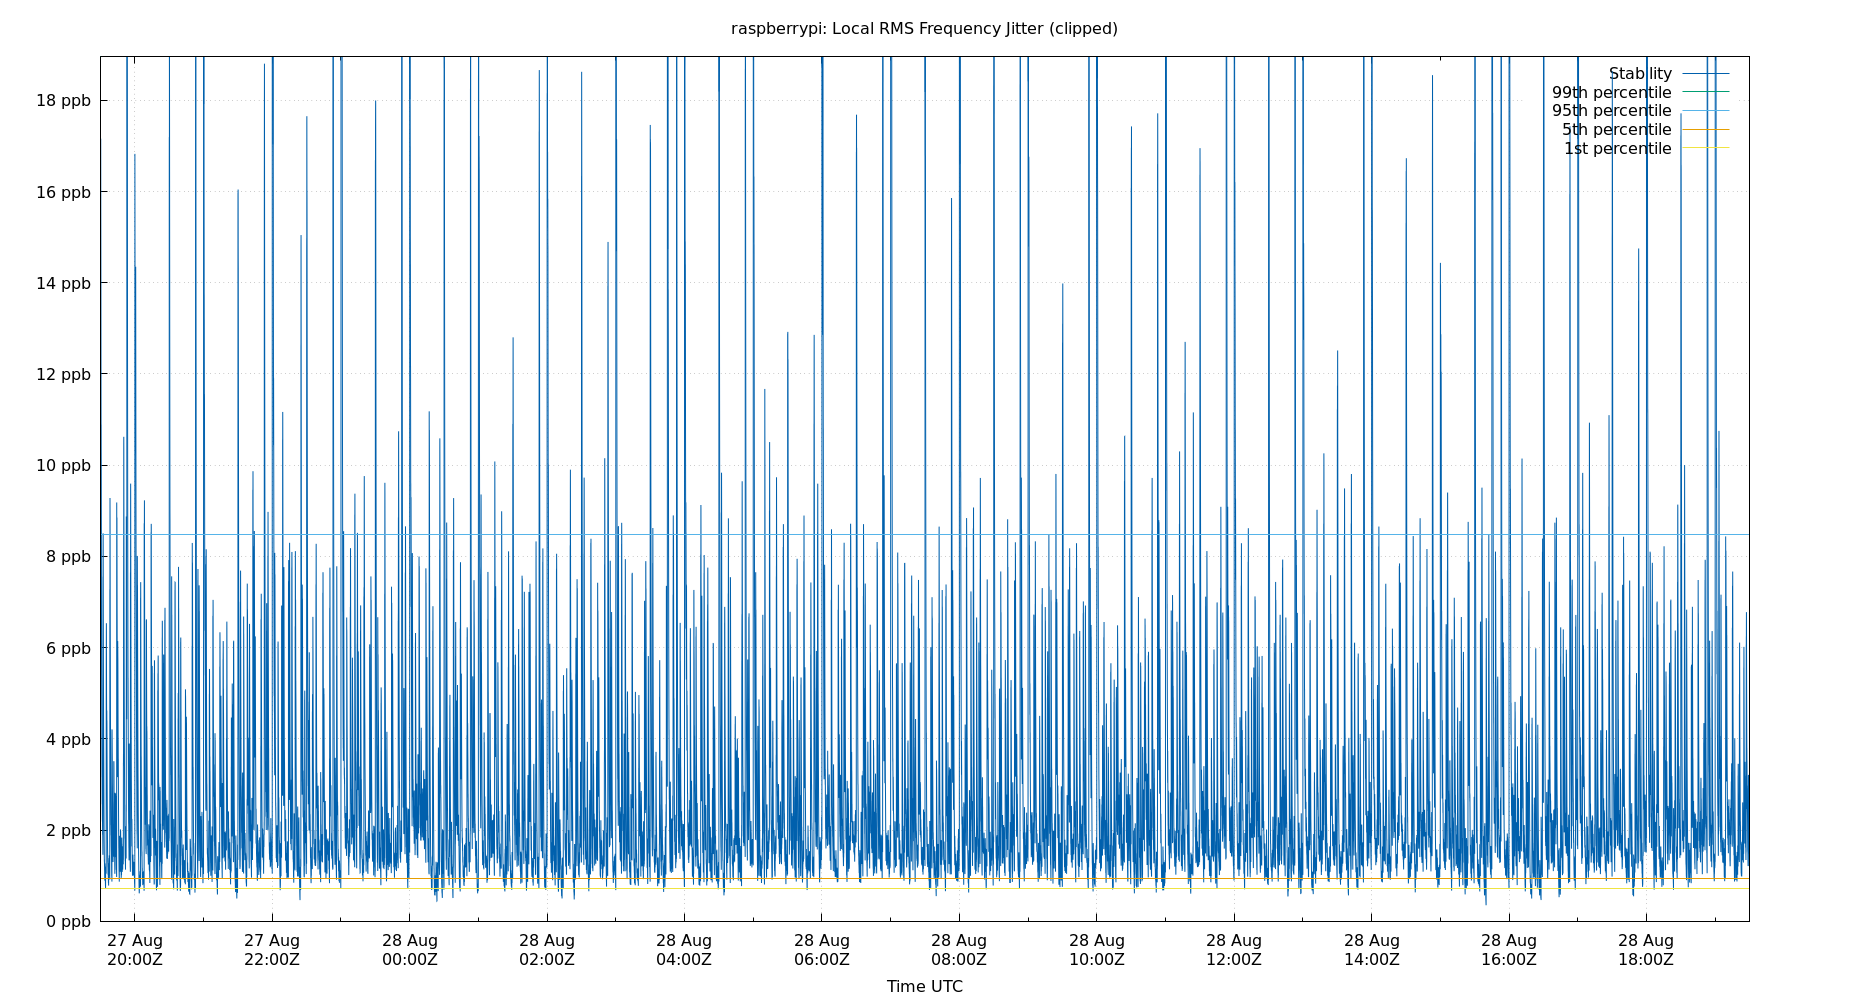 raspberrypi: Local RMS Frequency Jitter (clipped)
Stability
99th percentile
95th percentile
5th percentile
1st percentile
18 ppb
16 ppb
14 ppb
12 ppb
10 ppb
8 ppb
6 ppb
4 ppb
2 ppb
0 ppb
27 Aug 27 Aug 28 Aug 28 Aug 28 Aug 28 Aug 28 Aug 28 Aug 28 Aug 28 Aug 28 Aug 28 Aug
20:00Z 22:00Z 00:00Z 02:00Z 04:00Z 06:00Z 08:00Z 10:00Z 12:00Z 14:00Z 16:00Z 18:00Z
Time UTC